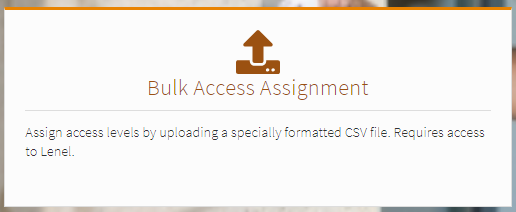 Bulk Access Assignment
Assign access levels by uploading a specially formatted CSV file. Requires access
to Lenel.